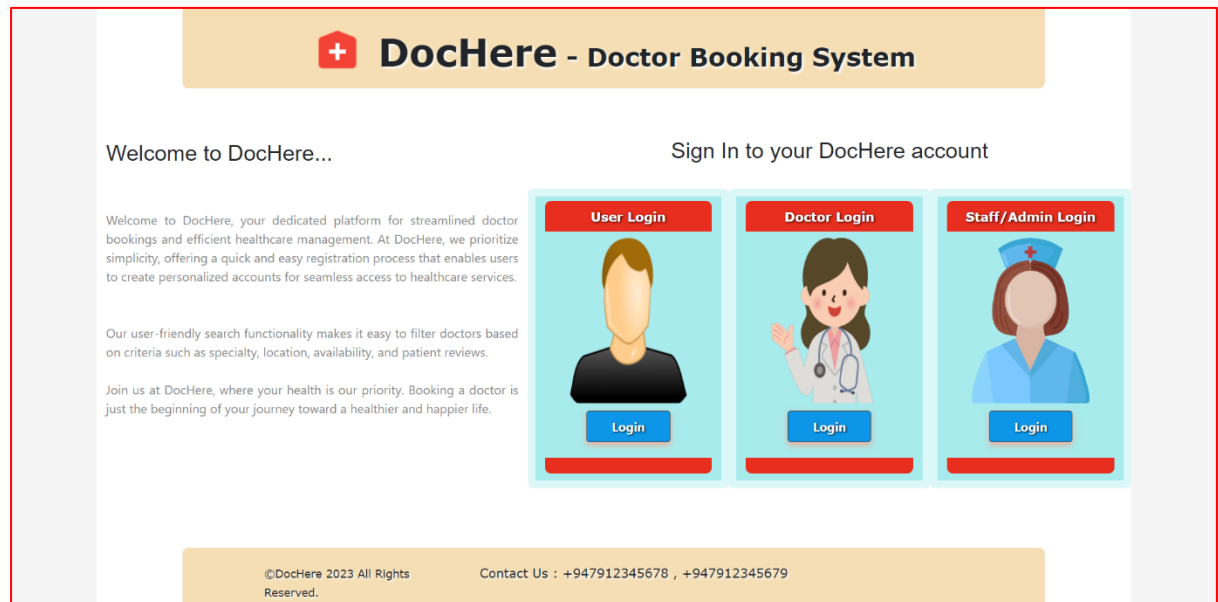 DocHere - Doctor Booking System
Welcome to DocHere...
Welcome to DocHere, your dedicated platform for streamlined doctor
bookings and efficient healthcare management. At DocHere, we prioritize
simplicity, offering a quick and easy registration process that enables users
to create personalized accounts for seamless access to healthcare services.
Our user-friendly search functionality makes it easy to filter doctors based
on criteria such as specialty, location, availability, and patient reviews.
Join us at DocHere, where your health is our priority. Booking a doctor is
just the beginning of your journey toward a healthier and happier life.
Sign In to your DocHere account
User Login
Login
Doctor Login
Login
Staff/Admin Login
Login
©DocHere 2023 All Rights
Reserved.
Contact Us : +947912345678 , +947912345679